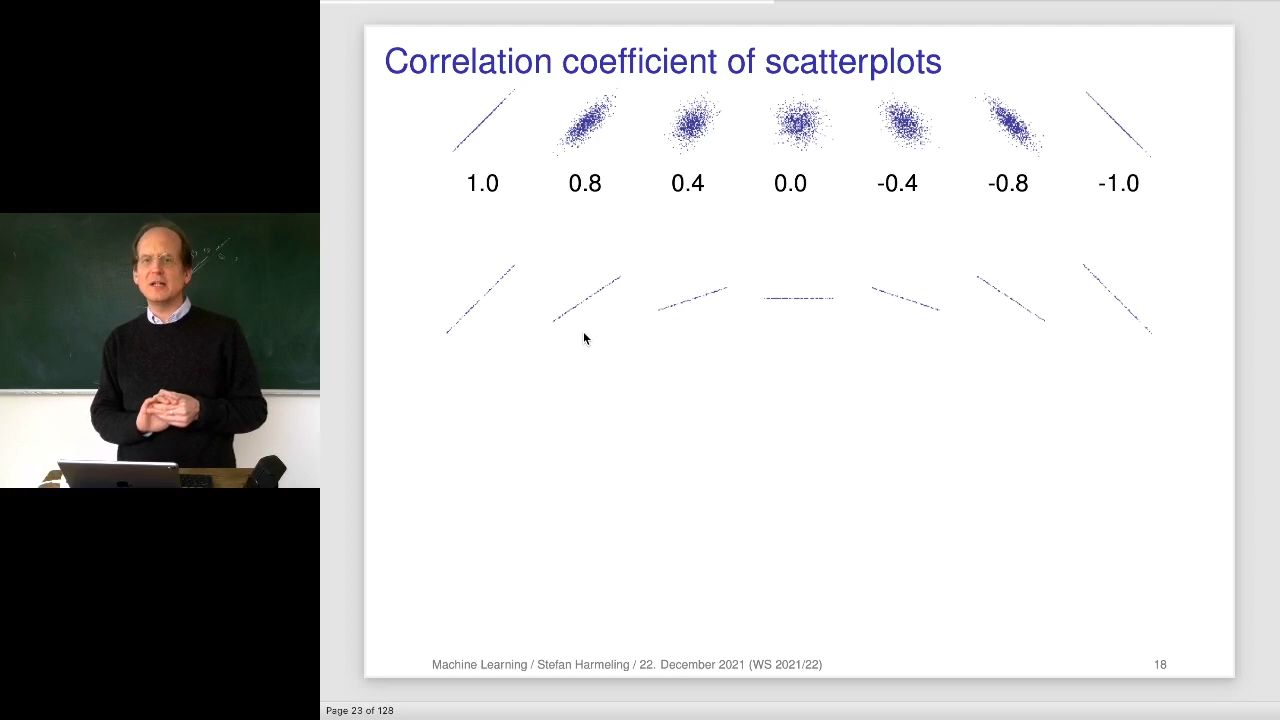 Correlation coefficient of scatterplots
1.0 0.8 0.4 0.0 -0.4 -0.8 -1.0
Machine Learning / Stefan Harmeling / 22. December 2021 (WS 2021/22) 18
Page 23 of 128